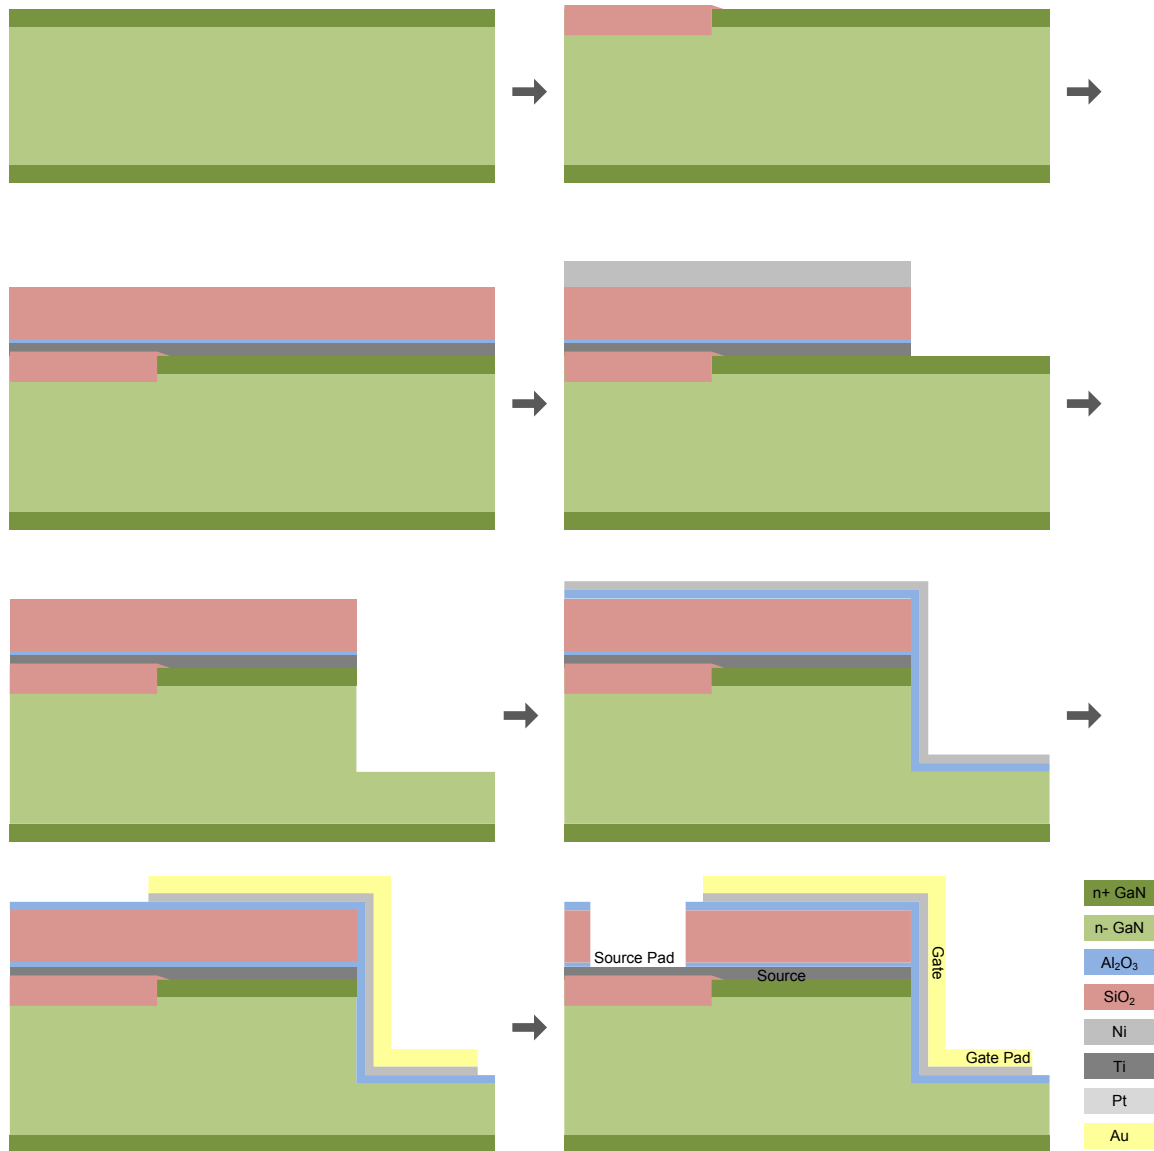 Source Pad
Source
Gate
Gate Pad
n+ GaN
n- GaN
Al₂O₃
SiO₂
Ni
Ti
Pt
Au